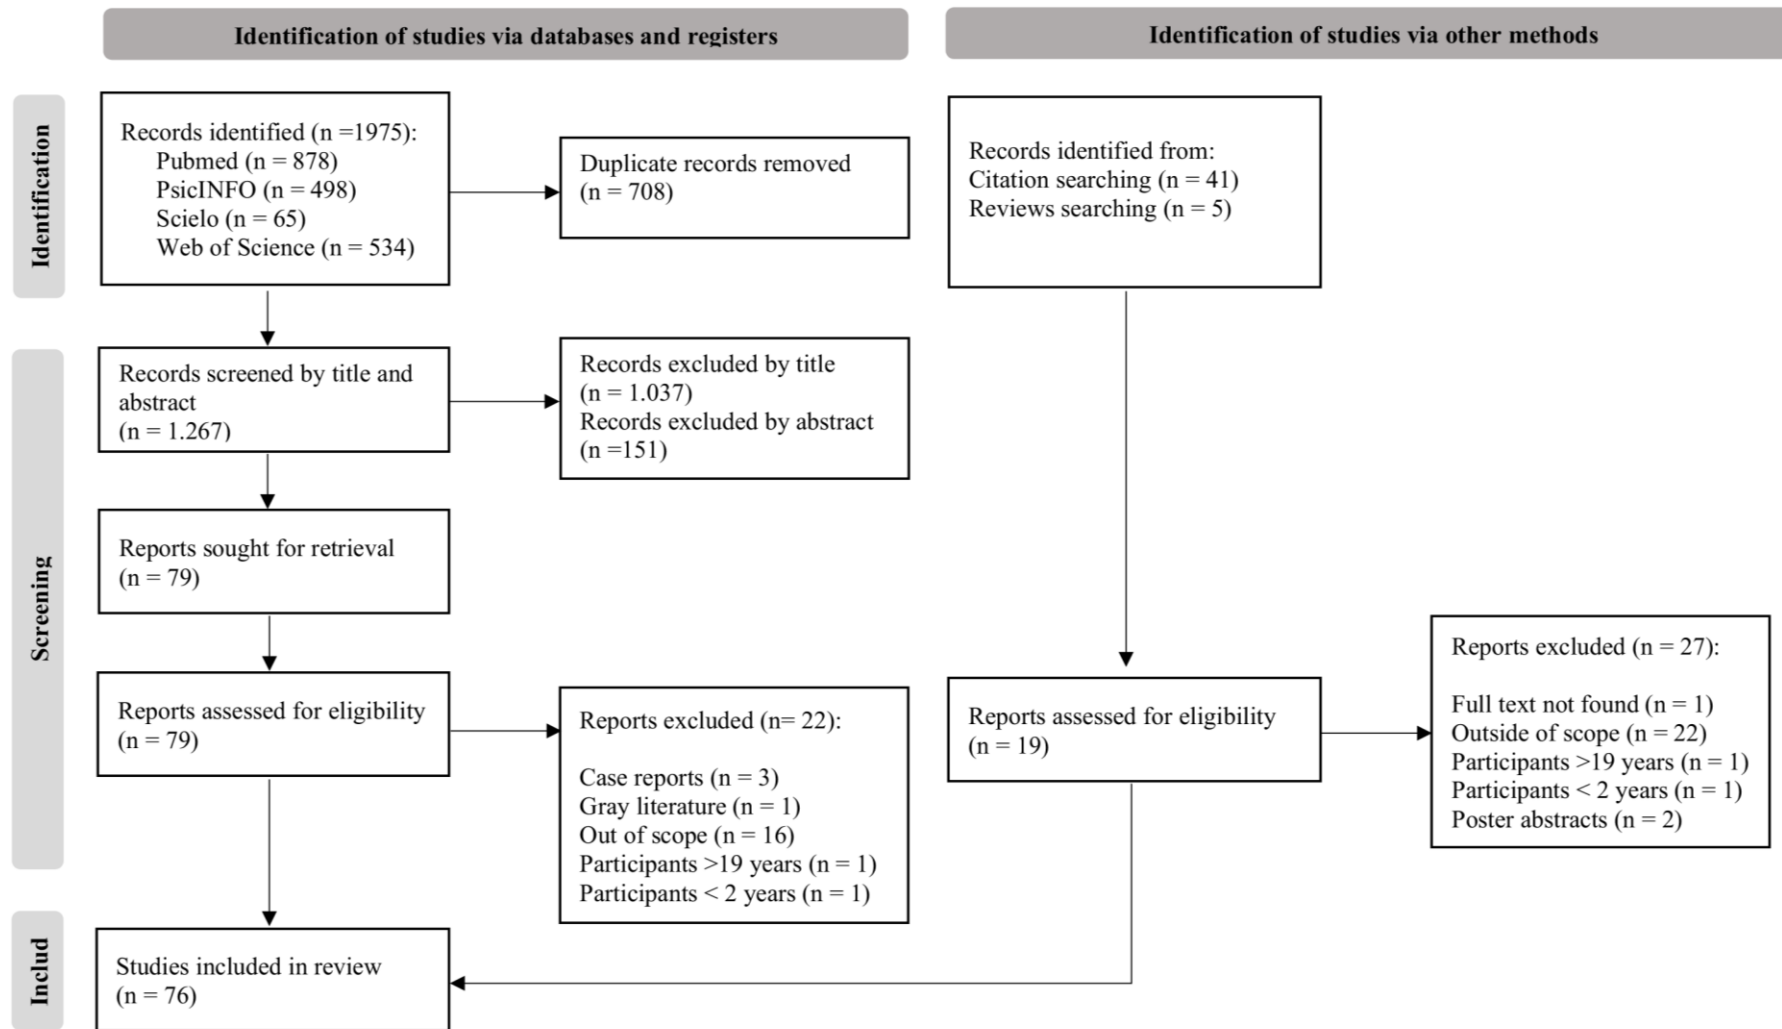 Identification of studies via databases and registers
Identification of studies via other methods
Identification
Records identified (n =1975):
Pubmed (n = 878)
PsicINFO (n = 498)
Scielo (n = 65)
Web of Science (n = 534)
Duplicate records removed
(n = 708)
Records identified from:
Citation searching (n = 41)
Reviews searching (n = 5)
Screening
Records screened by title and
abstract
(n = 1.267)
Records excluded by title
(n = 1.037)
Records excluded by abstract
(n =151)
Reports sought for retrieval
(n = 79)
Reports assessed for eligibility
(n = 79)
Reports excluded (n= 22):
Case reports (n = 3)
Gray literature (n = 1)
Out of scope (n = 16)
Participants >19 years (n = 1)
Participants < 2 years (n = 1)
Reports assessed for eligibility
(n = 19)
Reports excluded (n = 27):
Full text not found (n = 1)
Outside of scope (n = 22)
Participants >19 years (n = 1)
Participants < 2 years (n = 1)
Poster abstracts (n = 2)
Includ
Studies included in review
(n = 76)